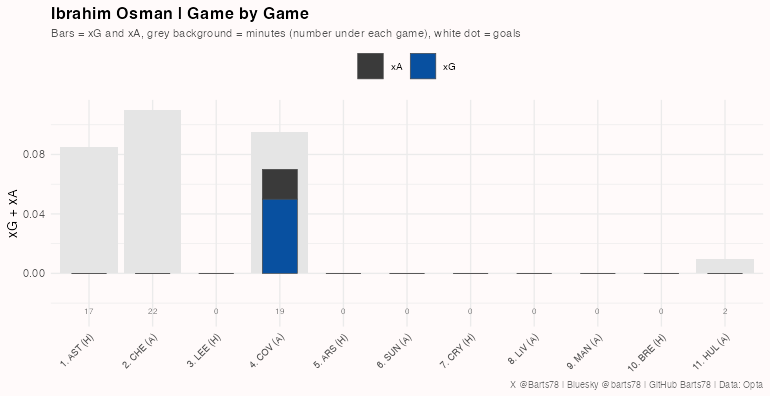 Ibrahim Osman | Game by Game
Bars = xG and xA, grey background = minutes (number under each game), white dot = goals
xA
xG
xG + xA
0.08
0.04
0.00
17
22
0
19
0
0
0
0
0
0
2
1. AST (H)
2. CHE (A)
3. LEE (H)
4. COV (A)
5. ARS (H)
6. SUN (A)
7. CRY (H)
8. LIV (A)
9. MAN (A)
10. BRE (H)
11. HUL (A)
X @Barts78 | Bluesky @barts78 | GitHub Barts78 | Data: Opta